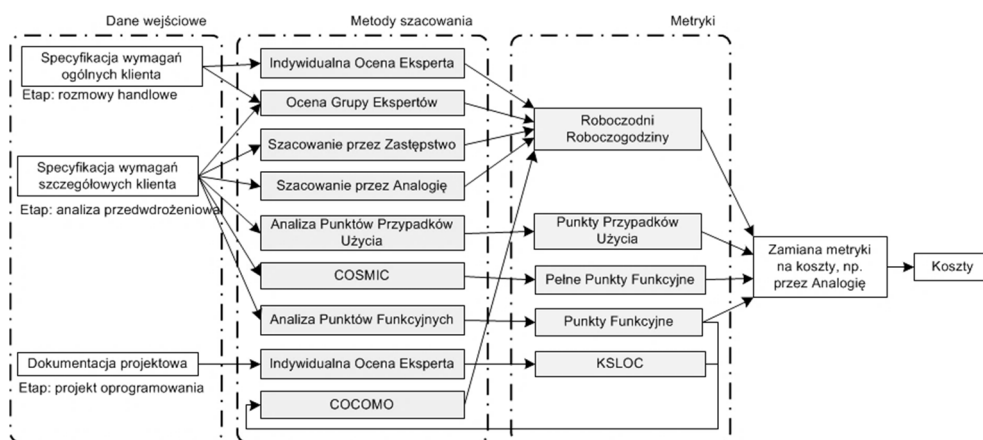 Dane wejściowe
Metody szacowania
Metryki
Specyfikacja wymagań
ogólnych klienta
Etap: rozmowy handlowe
Specyfikacja wymagań
szczegółowych klienta
Etap: analiza przedwdrożeniowa
Dokumentacja projektowa
Etap: projekt oprogramowania
Indywidualna Ocena Eksperta
Ocena Grupy Ekspertów
Szacowanie przez Zastępstwo
Szacowanie przez Analogię
Analiza Punktów Przypadków
Użycia
COSMIC
Analiza Punktów Funkcyjnych
Indywidualna Ocena Eksperta
COCOMO
Roboczodni
Roboczogodziny
Punkty Przypadków
Użycia
Pełne Punkty Funkcyjne
Punkty Funkcyjne
KSLOC
Zamiana metryki
na koszty, np.
przez Analogię
Koszty